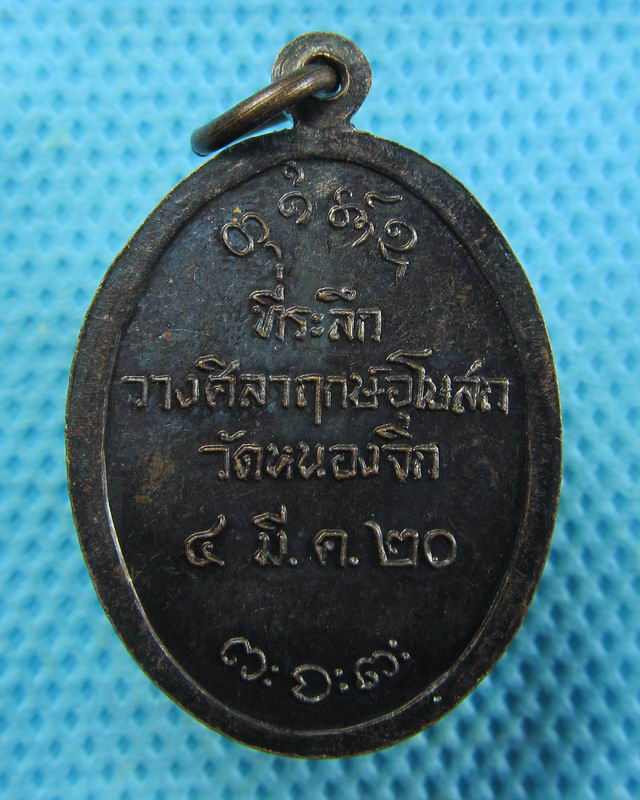 ที่ระลึก
วางศิลาฤกษ์อุโบสถ
วัดหนองจิก
๔ มี.ค.๒๐